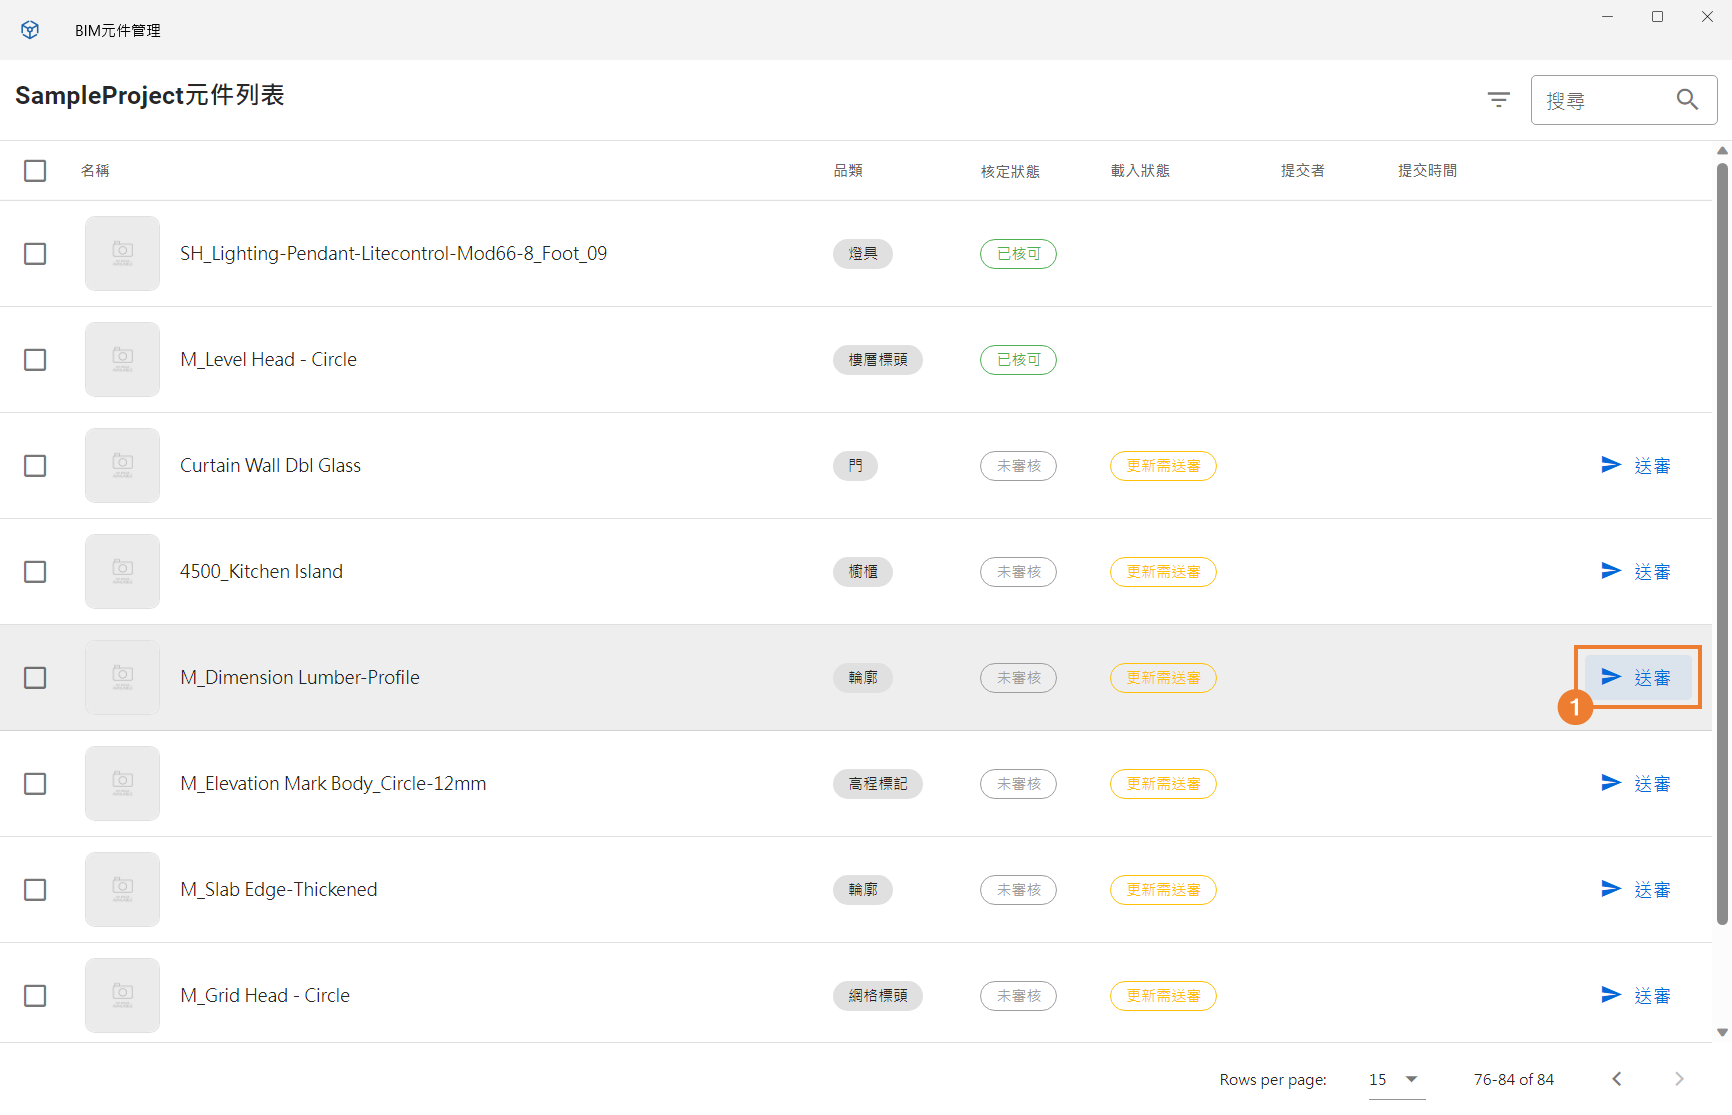 BIM元件管理
SampleProject元件列表
搜尋
名稱 品類 核定狀態 載入狀態 提交者 提交時間
SH_Lighting-Pendant-Litecontrol-Mod66-8_Foot_09 燈具 已核可
M_Level Head - Circle 樓層標頭 已核可
Curtain Wall Dbl Glass 門 未審核 更新需送審 送審
4500_Kitchen Island 櫥櫃 未審核 更新需送審 送審
M_Dimension Lumber-Profile 輪廓 未審核 更新需送審 送審
1
M_Elevation Mark Body_Circle-12mm 高程標記 未審核 更新需送審 送審
M_Slab Edge-Thickened 輪廓 未審核 更新需送審 送審
M_Grid Head - Circle 網格標頭 未審核 更新需送審 送審
Rows per page: 15 76-84 of 84